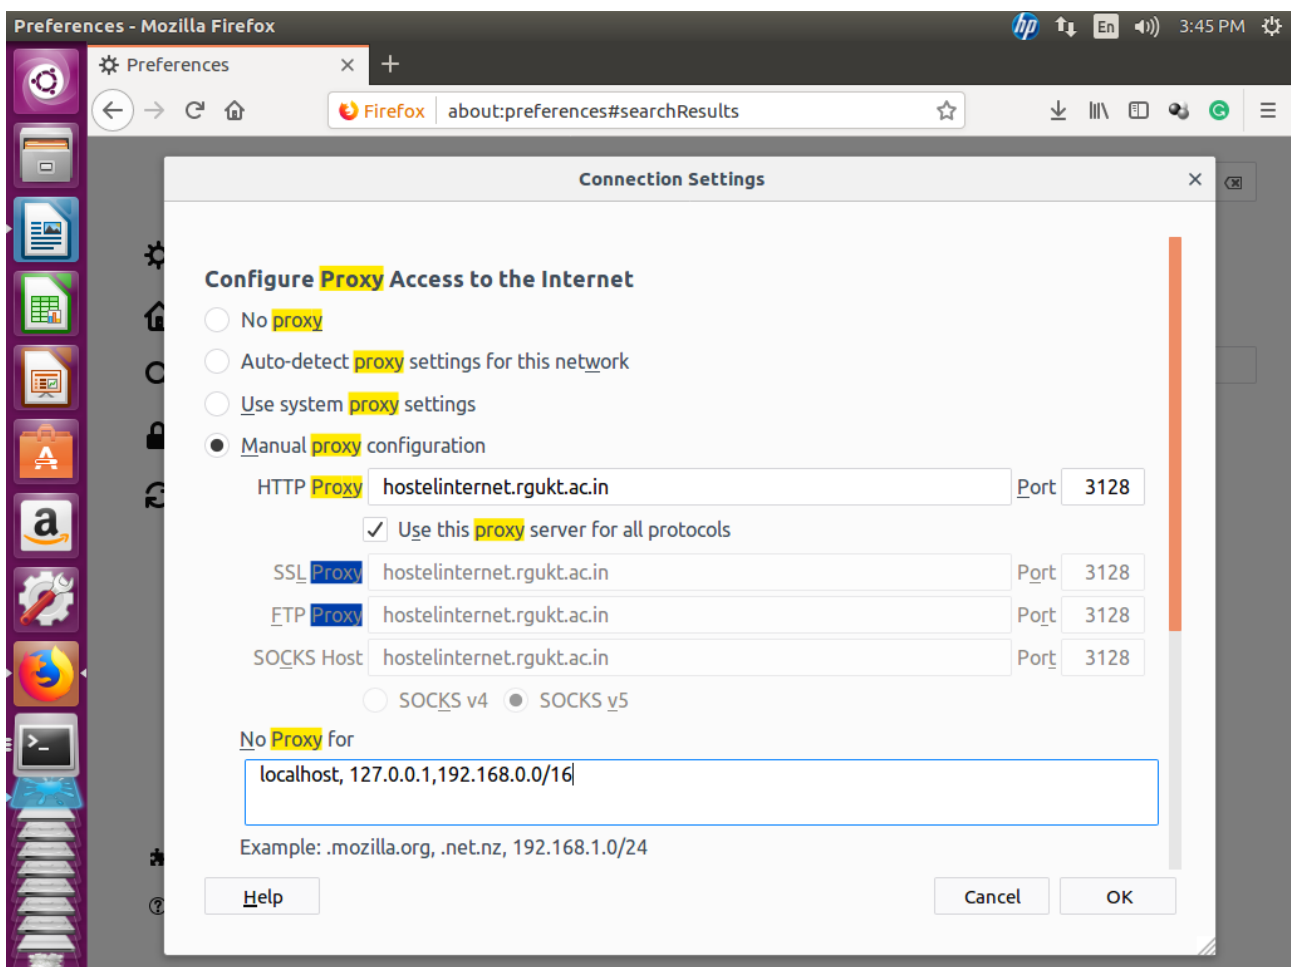 Preferences - Mozilla Firefox
hp En 3:45 PM
Preferences
Firefox about:preferences#searchResults
Connection Settings
Configure Proxy Access to the Internet
No proxy
Auto-detect proxy settings for this network
Use system proxy settings
Manual proxy configuration
HTTP Proxy hostelinternet.rgukt.ac.in Port 3128
Use this proxy server for all protocols
SSL Proxy hostelinternet.rgukt.ac.in Port 3128
FTP Proxy hostelinternet.rgukt.ac.in Port 3128
SOCKS Host hostelinternet.rgukt.ac.in Port 3128
SOCKS v4 SOCKS v5
No Proxy for
localhost, 127.0.0.1,192.168.0.0/16
Example: .mozilla.org, .net.nz, 192.168.1.0/24
Help Cancel OK